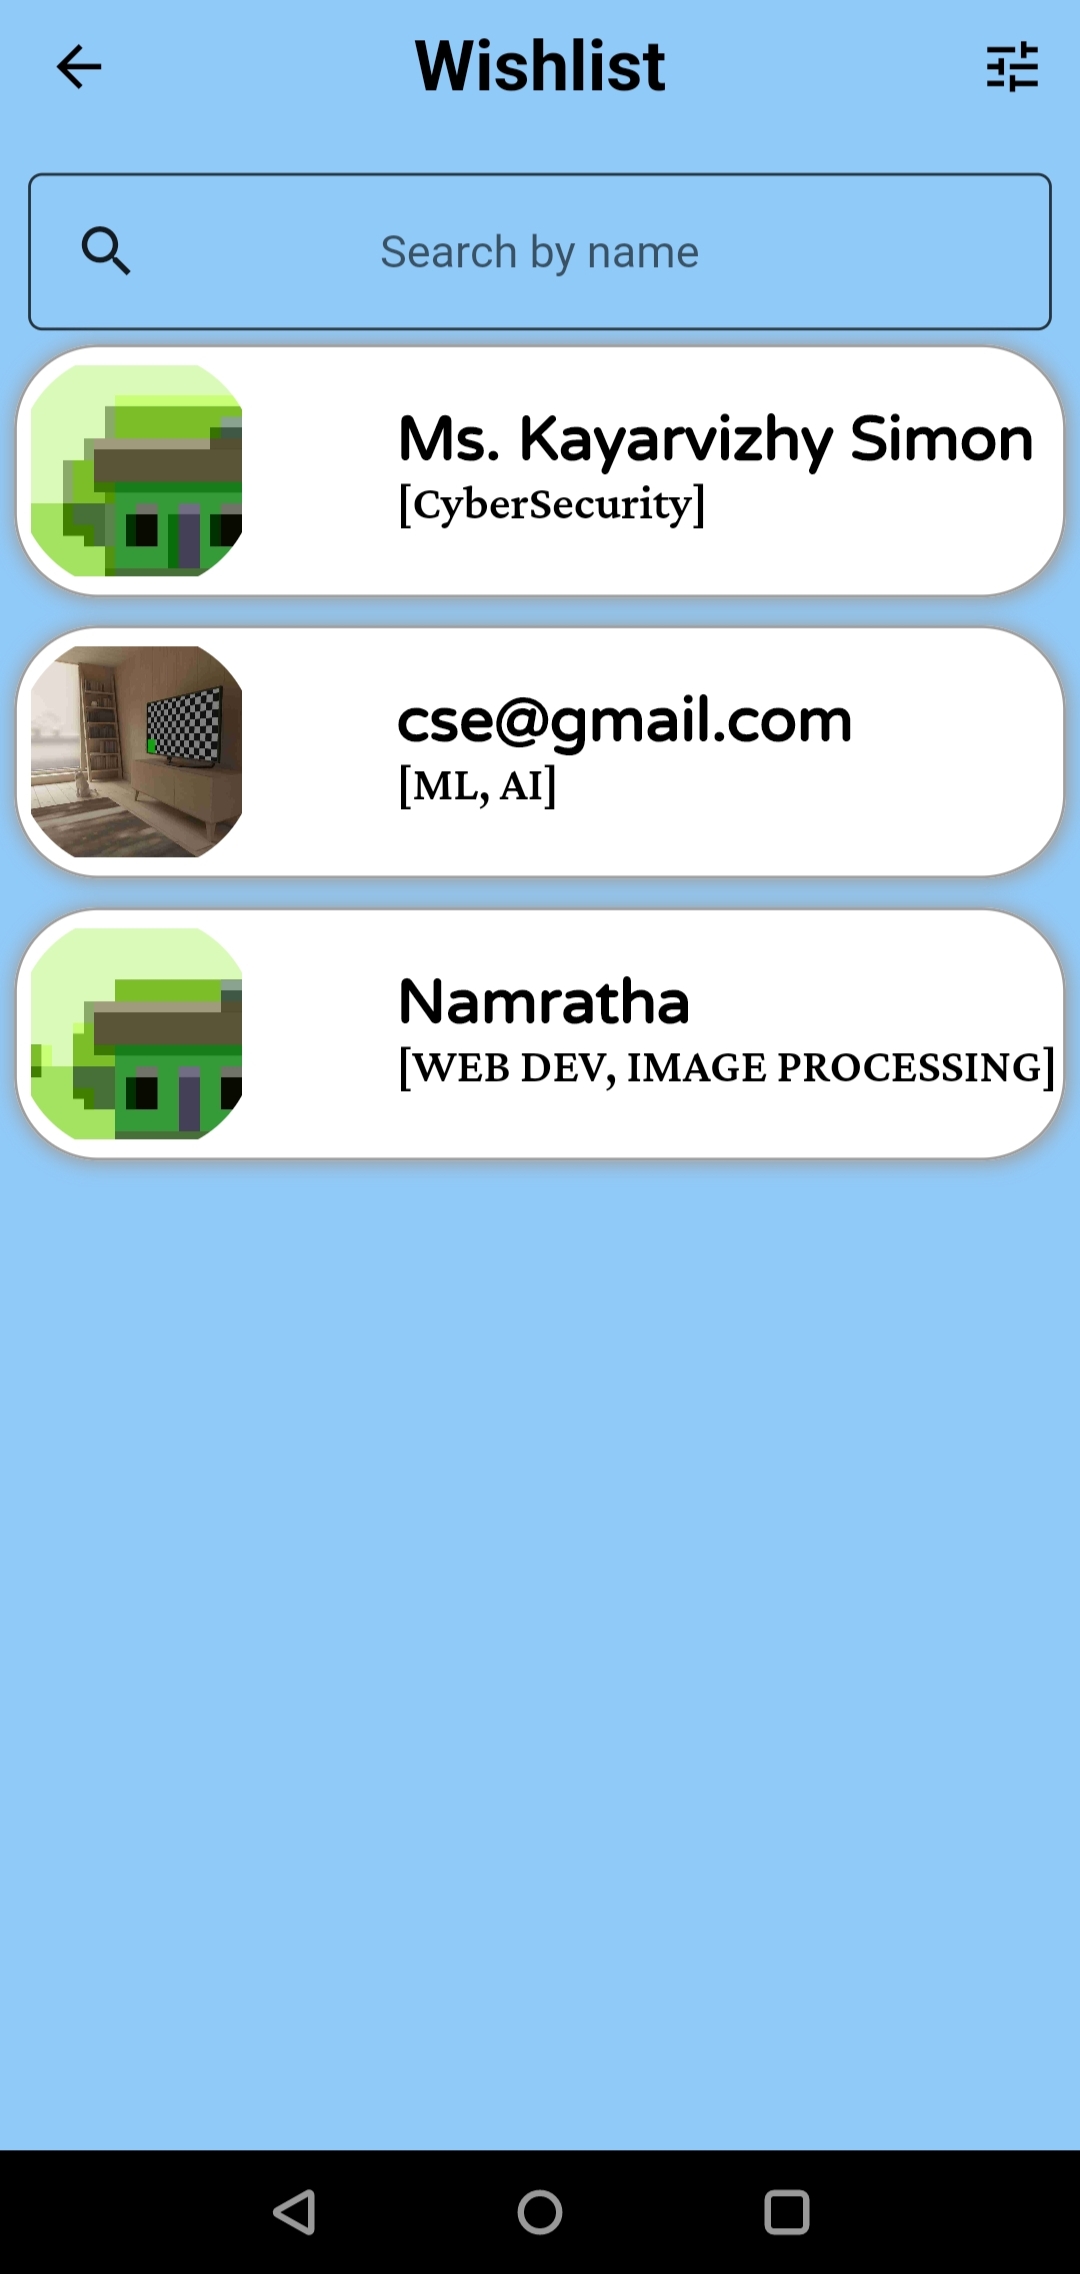 Wishlist
Search by name
Ms. Kayarvizhy Simon
[CyberSecurity]
cse@gmail.com
[ML, AI]
Namratha
[WEB DEV, IMAGE PROCESSING]